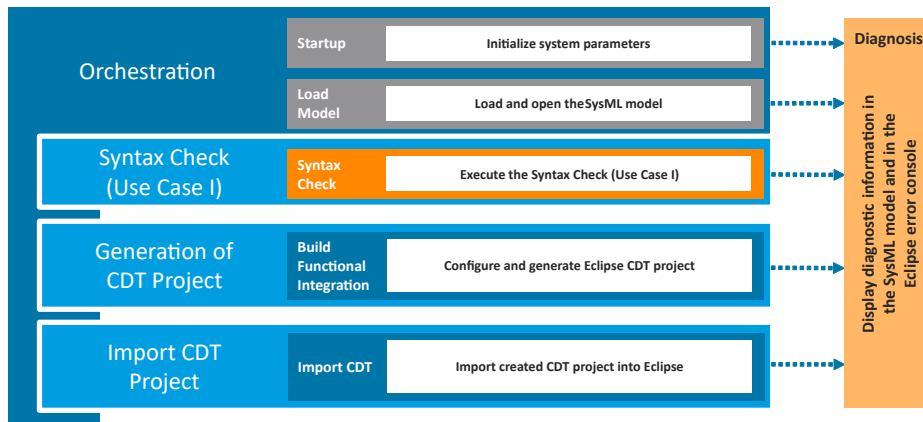 Orchestration
Startup
Initialize system parameters
Load
Model
Load and open theSysML model
Syntax Check
(Use Case I)
Syntax
Check
Execute the Syntax Check (Use Case I)
Generation of
CDT Project
Build
Functional
Integration
Configure and generate Eclipse CDT project
Import CDT
Project
Import CDT
Import created CDT project into Eclipse
Diagnosis
Display diagnostic information in
the SysML model and in the
Eclipse error console